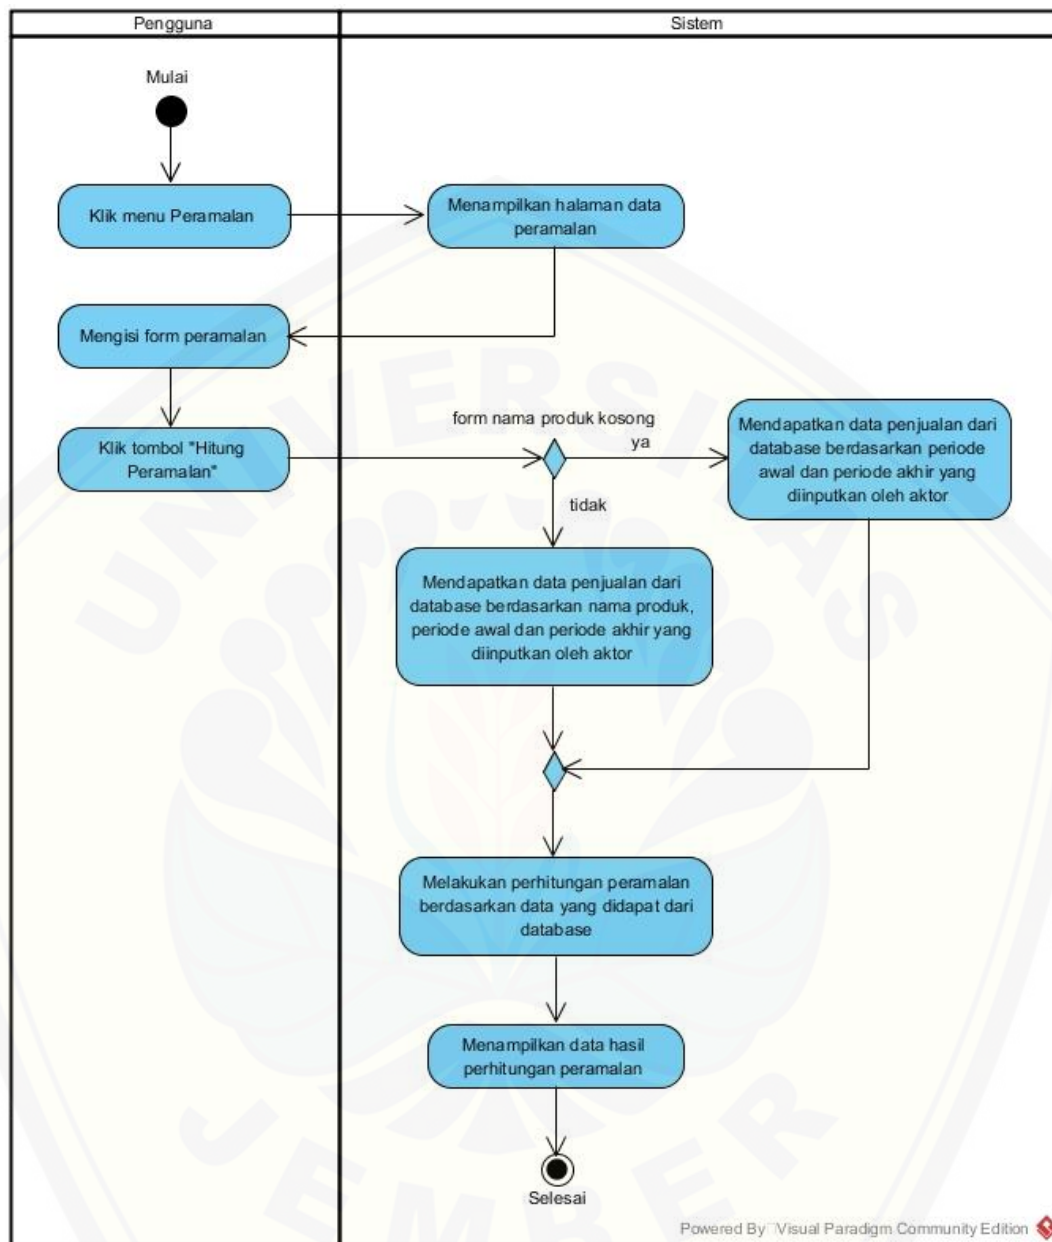 Pengguna
Sistem
Mulai
Klik menu Peramalan
Menampilkan halaman data
peramalan
Mengisi form peramalan
Klik tombol "Hitung
Peramalan"
form nama produk kosong
ya
Mendapatkan data penjualan dari
database berdasarkan periode
awal dan periode akhir yang
diinputkan oleh aktor
tidak
Mendapatkan data penjualan dari
database berdasarkan nama produk,
periode awal dan periode akhir yang
diinputkan oleh aktor
Melakukan perhitungan peramalan
berdasarkan data yang didapat dari
database
Menampilkan data hasil
perhitungan peramalan
Selesai
UNIVERSITAS
JEMBER
Powered By Visual Paradigm Community Edition